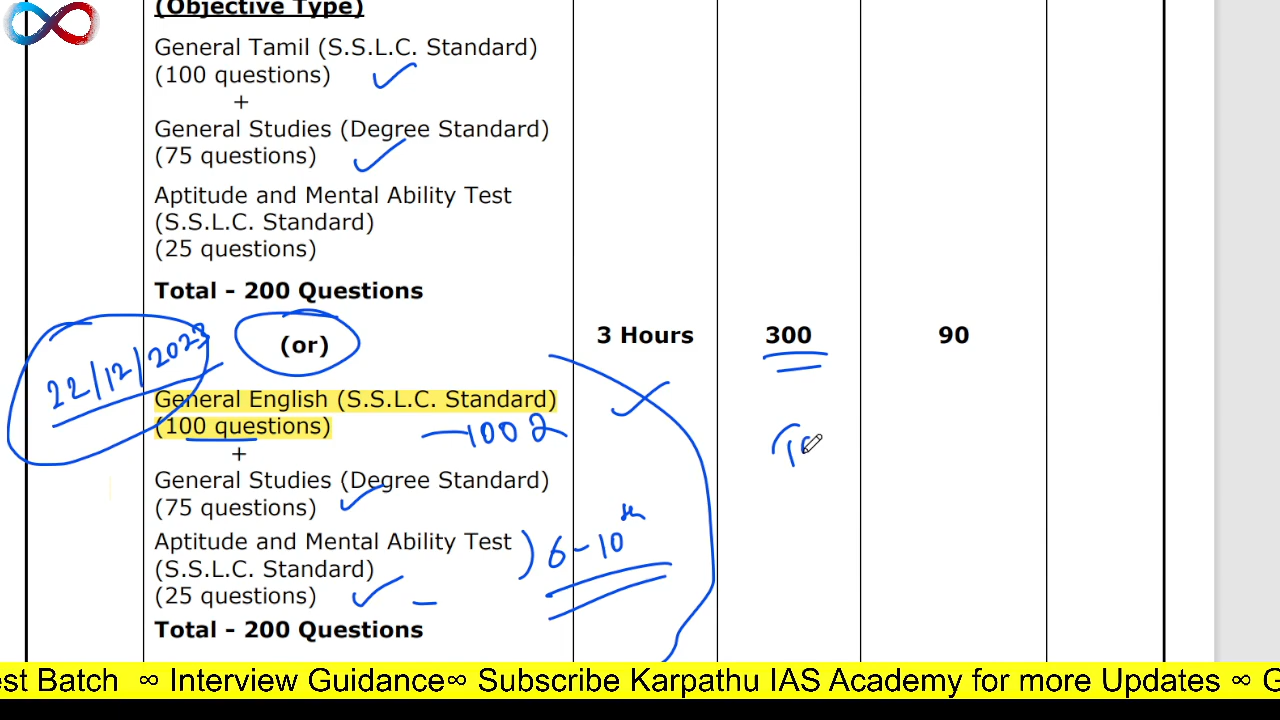 (Objective Type)
General Tamil (S.S.L.C. Standard)
(100 questions)
+
General Studies (Degree Standard)
(75 questions)
Aptitude and Mental Ability Test
(S.S.L.C. Standard)
(25 questions)
Total - 200 Questions
22/12/2023
(or)
3 Hours
300
90
General English (S.S.L.C. Standard)
(100 questions)
100
+
General Studies (Degree Standard)
(75 questions)
Aptitude and Mental Ability Test
(S.S.L.C. Standard)
6-10th
(25 questions)
Total - 200 Questions
est Batch ∞ Interview Guidance∞ Subscribe Karpathu IAS Academy for more Updates ∞ G